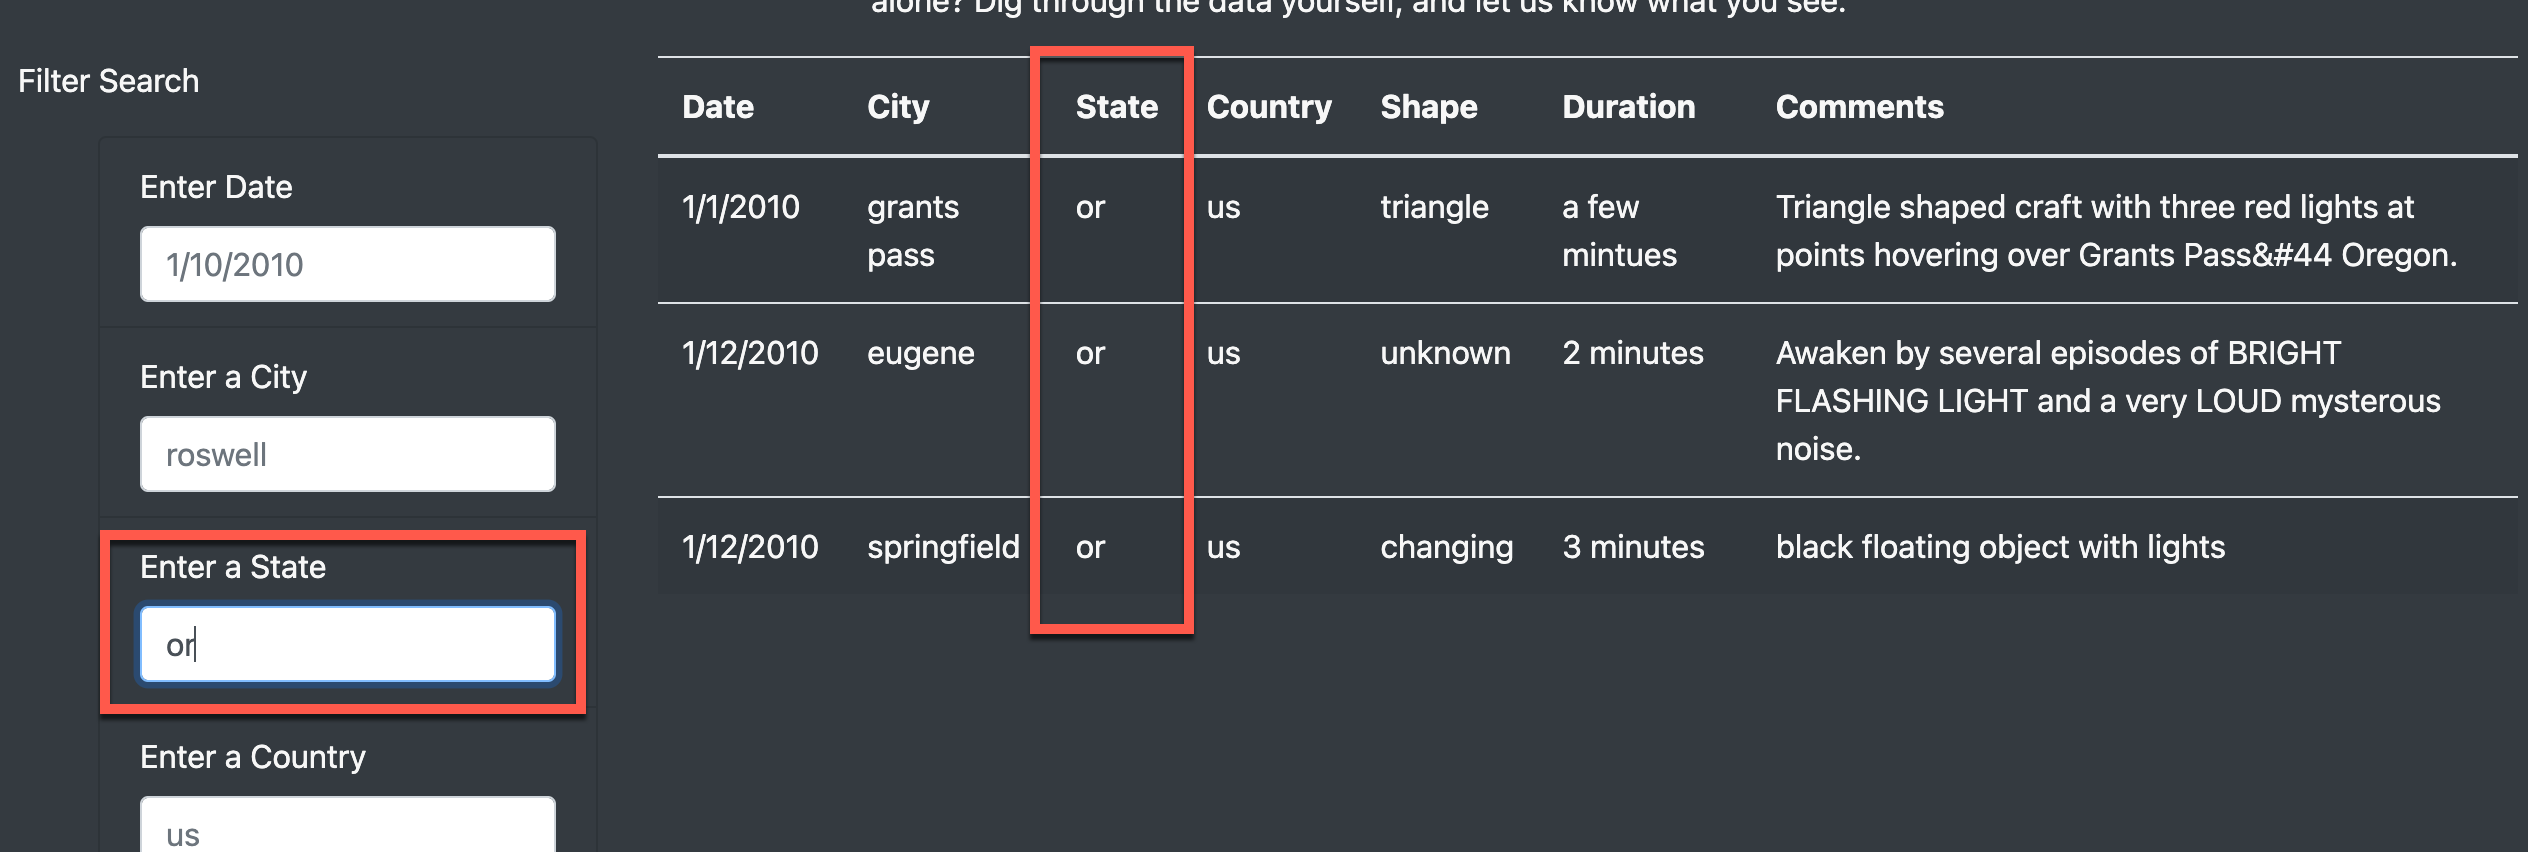 alone? Dig through the data yourself, and let us know what you see.
Filter Search
Enter Date
1/10/2010
Enter a City
roswell
Enter a State
or
Enter a Country
us
Date City State Country Shape Duration Comments
1/1/2010 grants or us triangle a few Triangle shaped craft with three red lights at
pass mintues points hovering over Grants Pass&#44 Oregon.
1/12/2010 eugene or us unknown 2 minutes Awaken by several episodes of BRIGHT
FLASHING LIGHT and a very LOUD mysterous
noise.
1/12/2010 springfield or us changing 3 minutes black floating object with lights